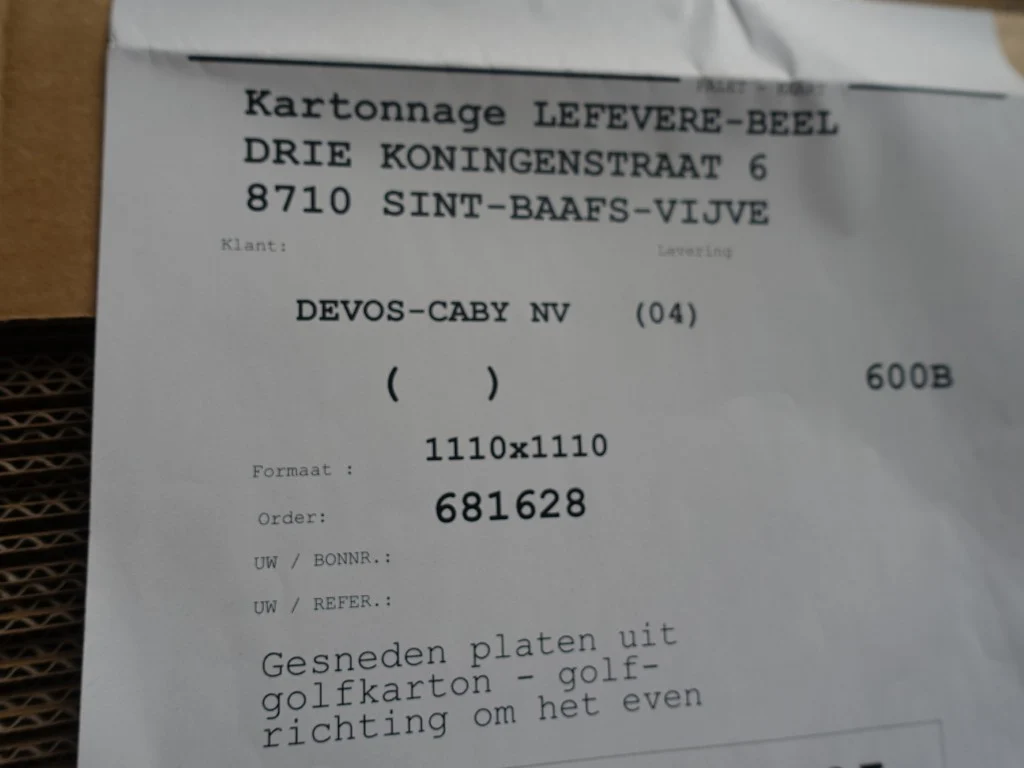 Kartonnage LEFEVERE-BEEL
DRIE KONINGENSTRAAT 6
8710 SINT-BAAFS-VIJVE
Klant: Levering
DEVOS-CABY NV (04)
( ) 600B
Formaat : 1110x1110
Order: 681628
UW / BONNR.:
UW / REFER.:
Gesneden platen uit
golfkarton - golf-
richting om het even